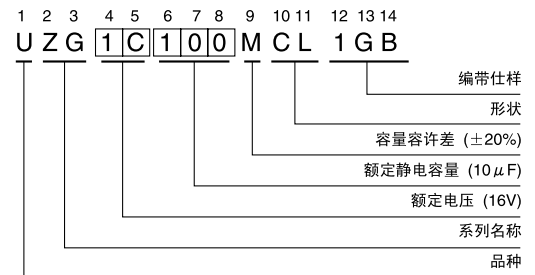 1 2 3 4 5 6 7 8 9 10 11 12 13 14
U Z G 1 C 1 0 0 M C L 1 G B
编带仕样
形状
容量容许差 (±20%)
额定静电容量 (10μF)
额定电压 (16V)
系列名称
品种